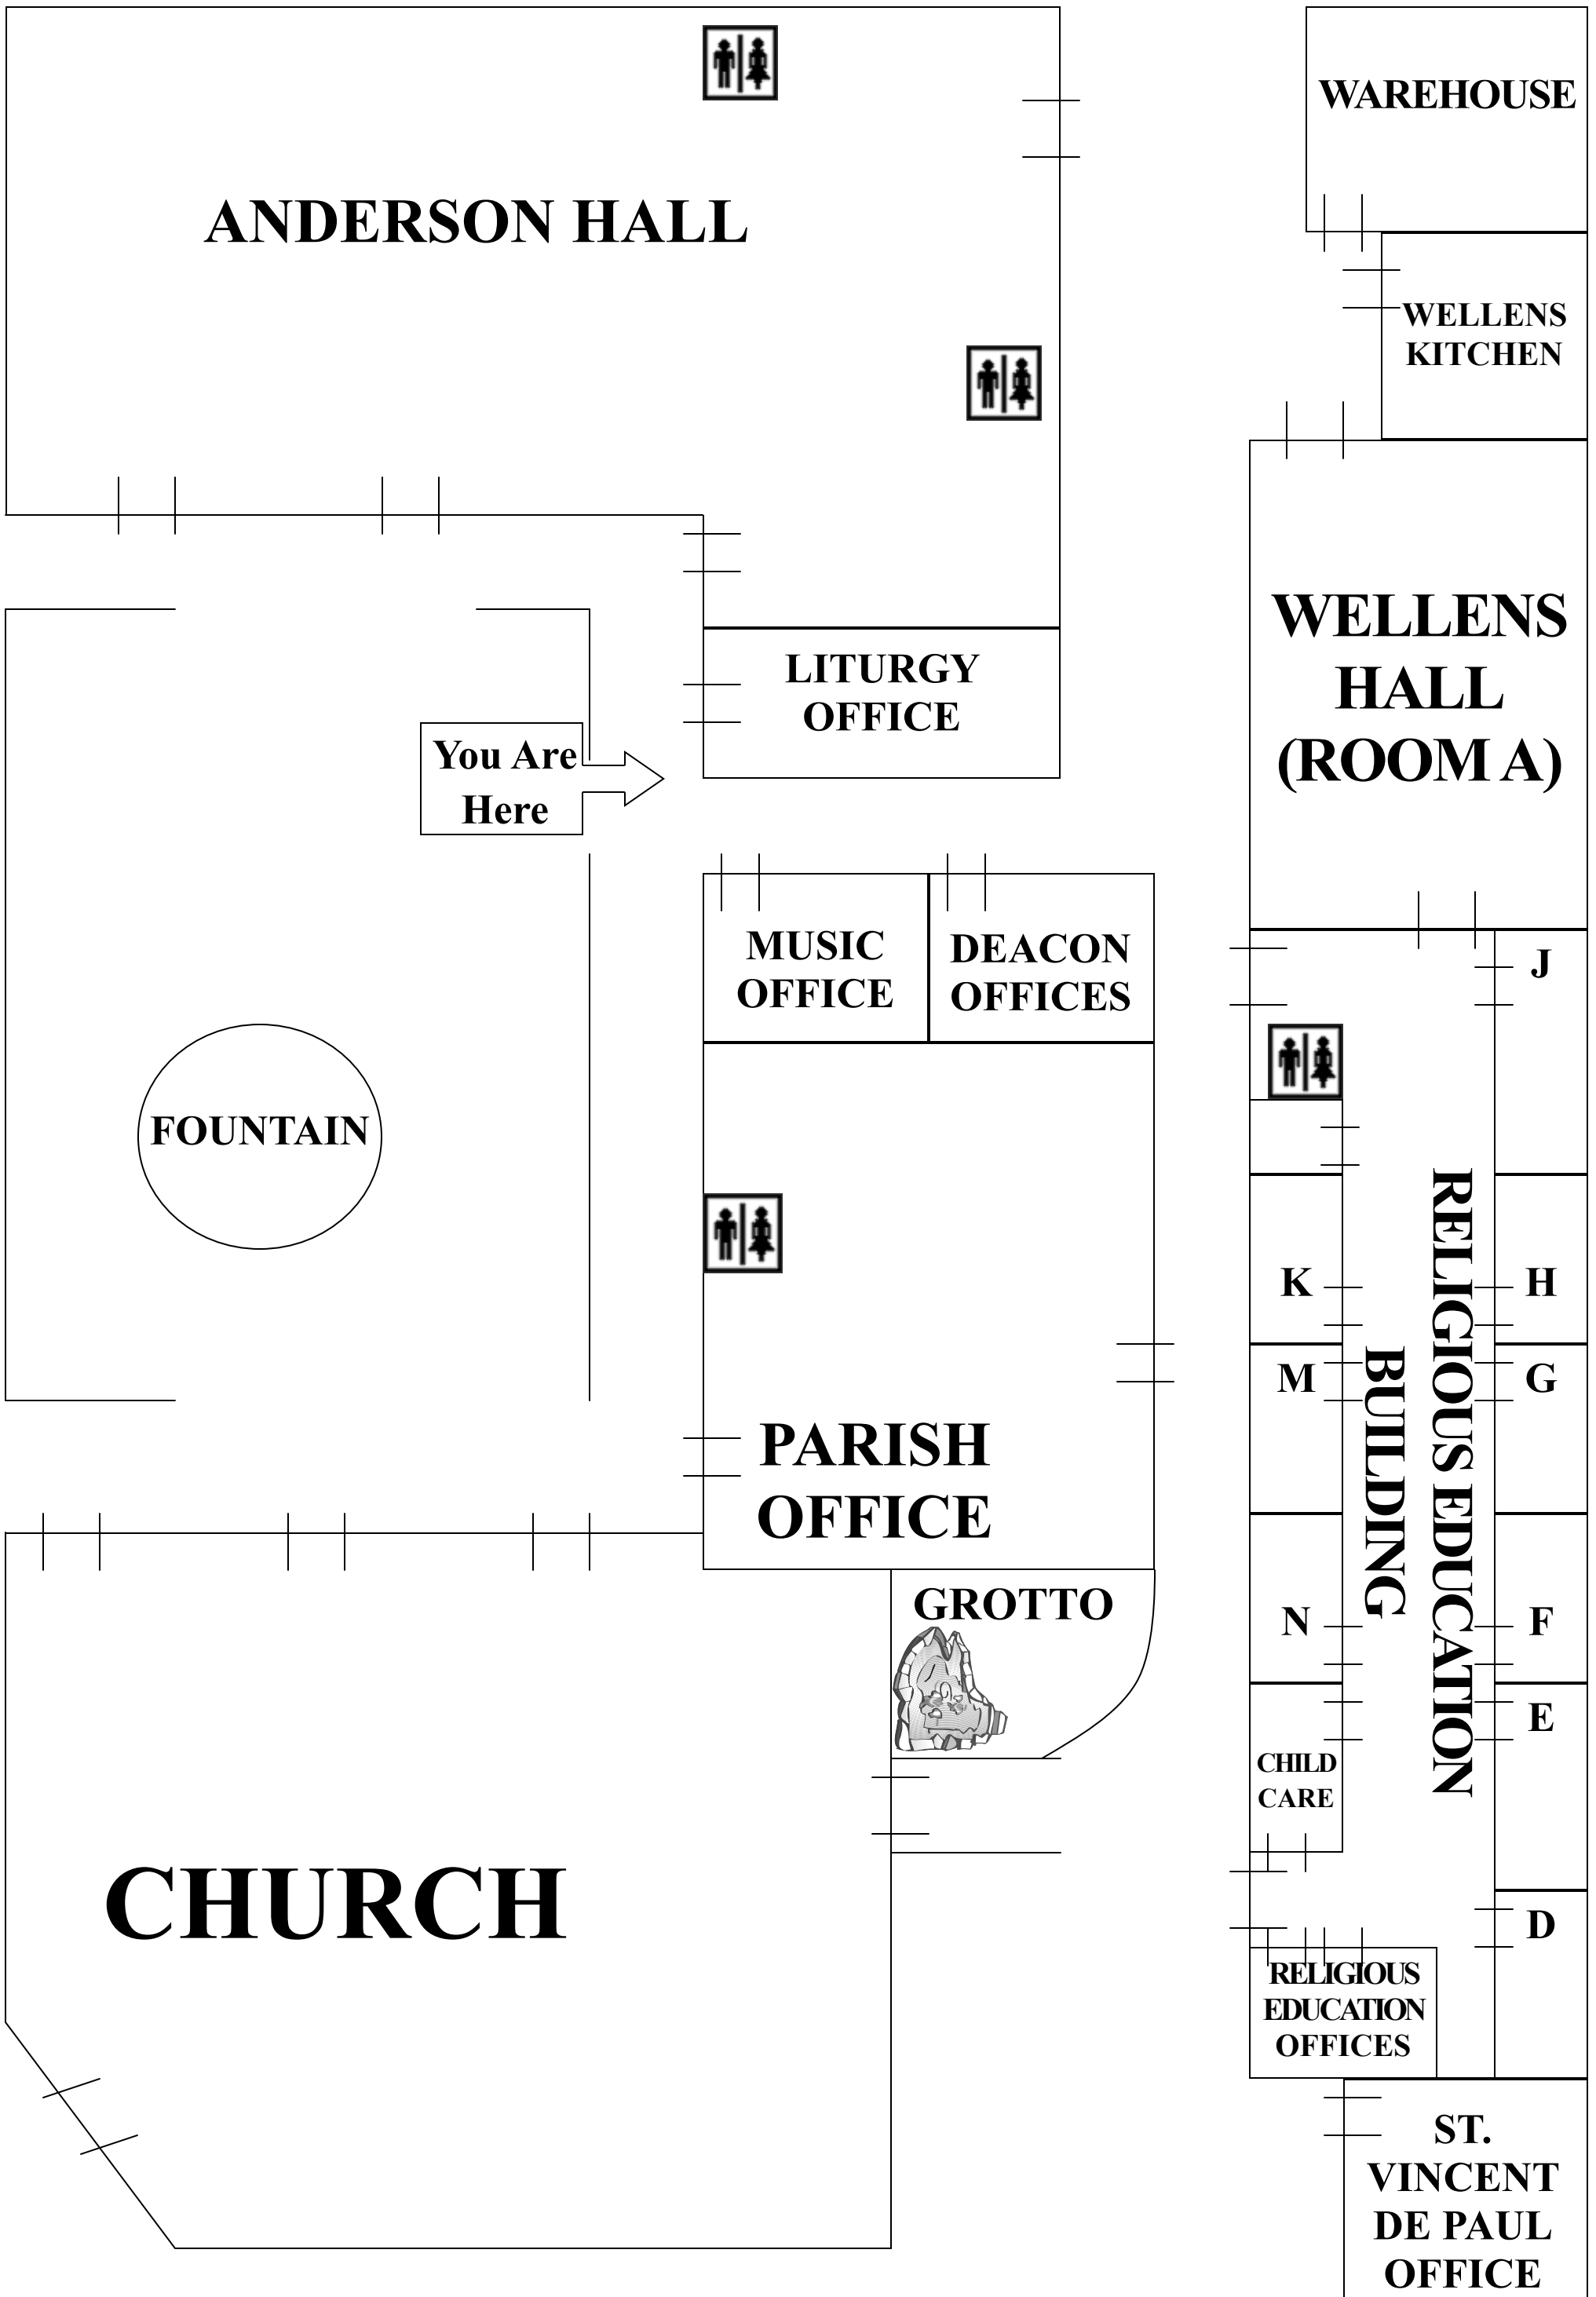 ANDERSON HALL
WAREHOUSE
WELLENS
KITCHEN
WELLENS
HALL
(ROOM A)
LITURGY
OFFICE
You Are
Here
MUSIC
OFFICE
DEACON
OFFICES
J
FOUNTAIN
K
H
M
G
RELIGIOUS EDUCATION
BUILDING
PARISH
OFFICE
GROTTO
N
F
E
CHILD
CARE
CHURCH
D
RELIGIOUS
EDUCATION
OFFICES
ST.
VINCENT
DE PAUL
OFFICE